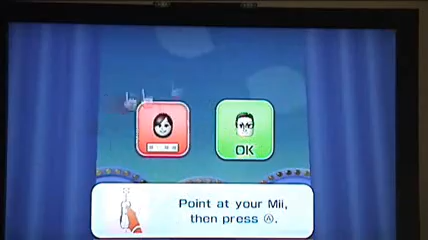 OK
Point at your Mii,
then press Ⓐ.